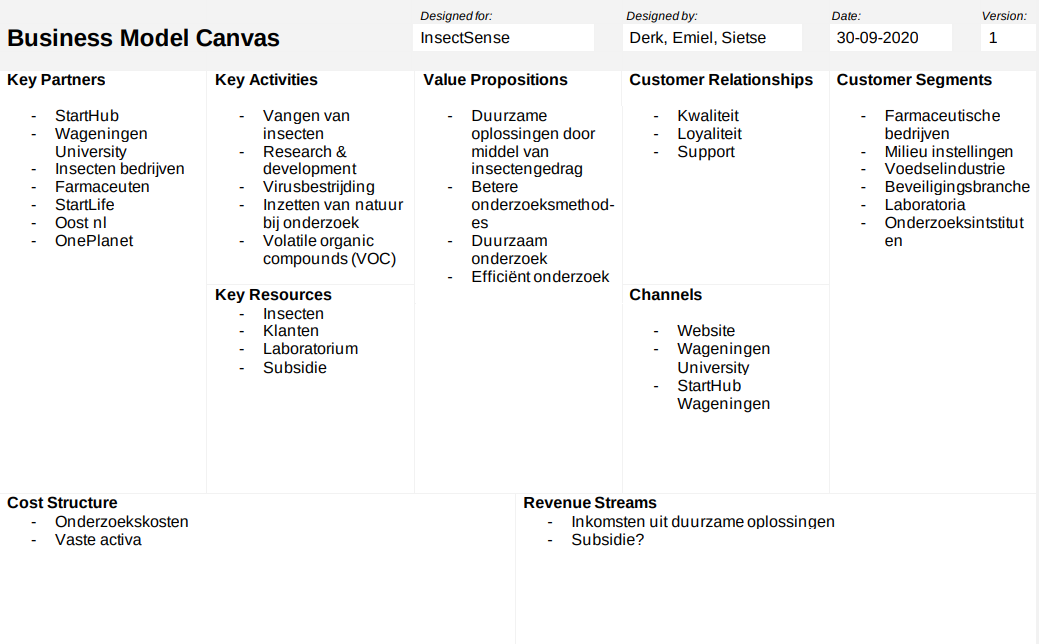 Designed for:
Designed by:
Date:
Version:
Business Model Canvas
InsectSense
Derk, Emiel, Sietse
30-09-2020
1
Key Partners
- StartHub
- Wageningen
University
- Insecten bedrijven
- Farmaceuten
- StartLife
- Oost nl
- OnePlanet
Key Activities
- Vangen van
insecten
- Research &
development
- Virusbestrijding
- Inzetten van natuur
bij onderzoek
- Volatile organic
compounds (VOC)
Key Resources
- Insecten
- Klanten
- Laboratorium
- Subsidie
Value Propositions
- Duurzame
oplossingen door
middel van
insectengedrag
- Betere
onderzoeksmethod-
es
- Duurzaam
onderzoek
- Efficiënt onderzoek
Customer Relationships
- Kwaliteit
- Loyaliteit
- Support
Channels
- Website
- Wageningen
University
- StartHub
Wageningen
Customer Segments
- Farmaceutische
bedrijven
- Milieu instellingen
- Voedselindustrie
- Beveiligingsbranche
- Laboratoria
- Onderzoeksintstitut
en
Cost Structure
- Onderzoekskosten
- Vaste activa
Revenue Streams
- Inkomsten uit duurzame oplossingen
- Subsidie?